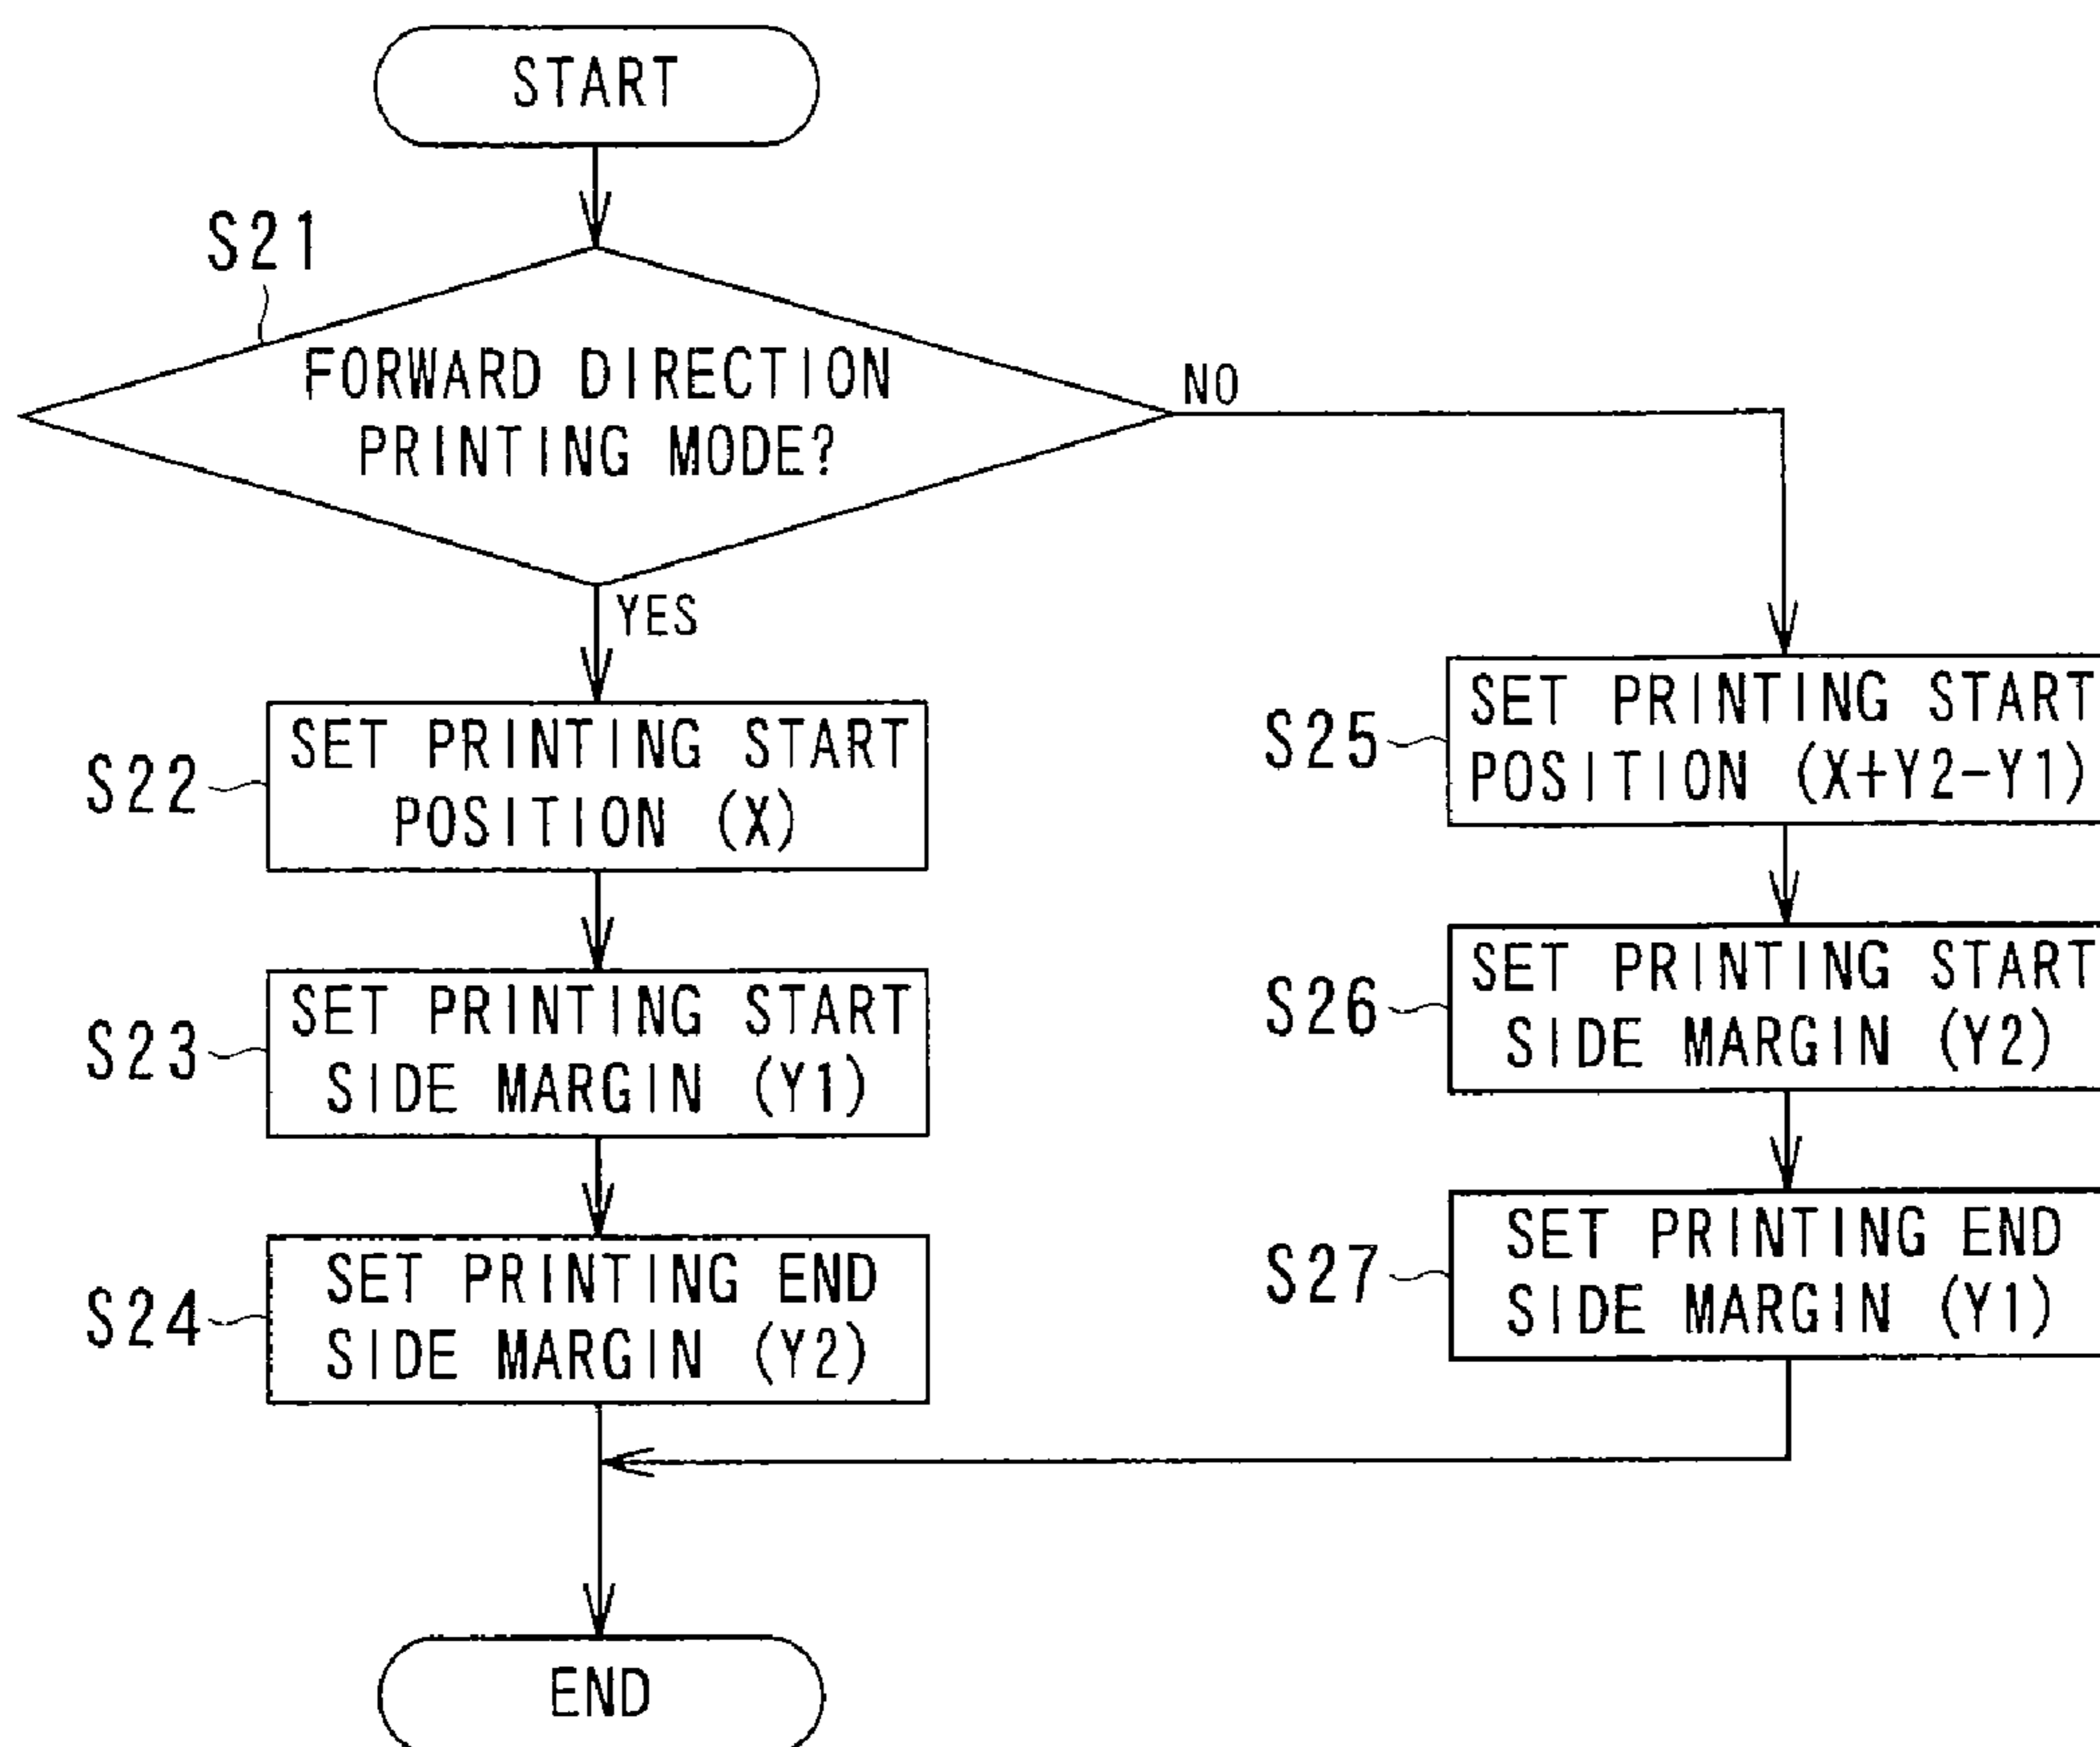 START
S21
FORWARD DIRECTION
PRINTING MODE?
NO
YES
S22
SET PRINTING START
POSITION (X)
S23
SET PRINTING START
SIDE MARGIN (Y1)
S24
SET PRINTING END
SIDE MARGIN (Y2)
S25
SET PRINTING START
POSITION (X+Y2-Y1)
S26
SET PRINTING START
SIDE MARGIN (Y2)
S27
SET PRINTING END
SIDE MARGIN (Y1)
END